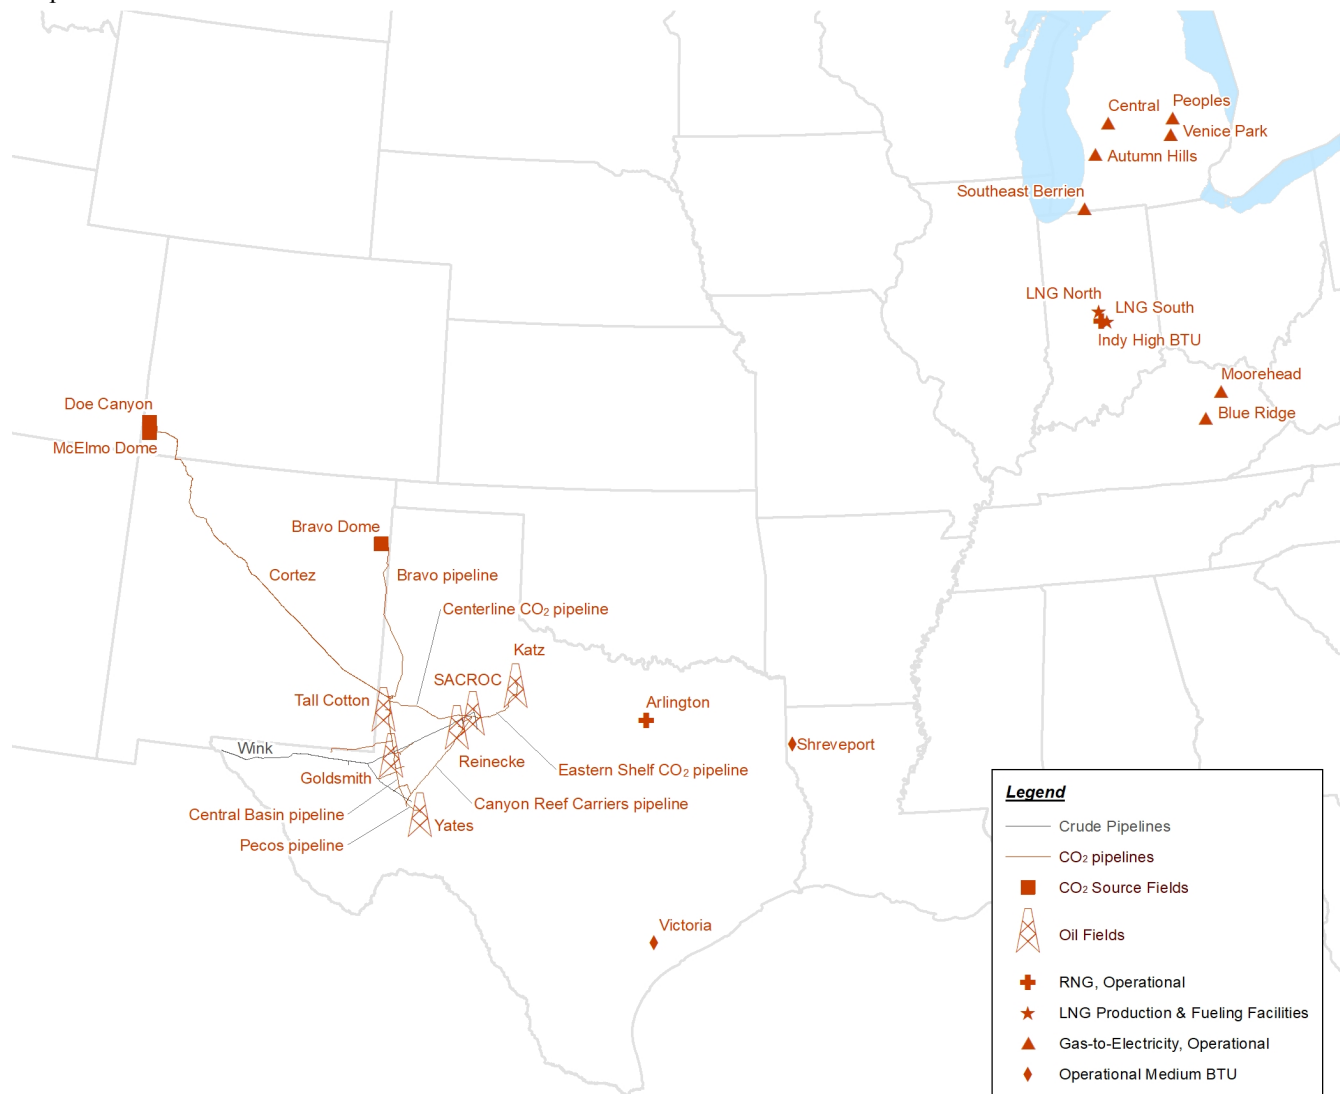 Central
Peoples
Venice Park
Autumn Hills
Southeast Berrien
LNG North
LNG South
Indy High BTU
Moorehead
Blue Ridge
Doe Canyon
McElmo Dome
Bravo Dome
Cortez
Bravo pipeline
Centerline CO₂ pipeline
Katz
SACROC
Tall Cotton
Arlington
Wink
Shreveport
Reinecke
Goldsmith
Eastern Shelf CO₂ pipeline
Canyon Reef Carriers pipeline
Central Basin pipeline
Yates
Pecos pipeline
Victoria
Legend
Crude Pipelines
CO₂ pipelines
CO₂ Source Fields
Oil Fields
RNG, Operational
LNG Production & Fueling Facilities
Gas-to-Electricity, Operational
Operational Medium BTU